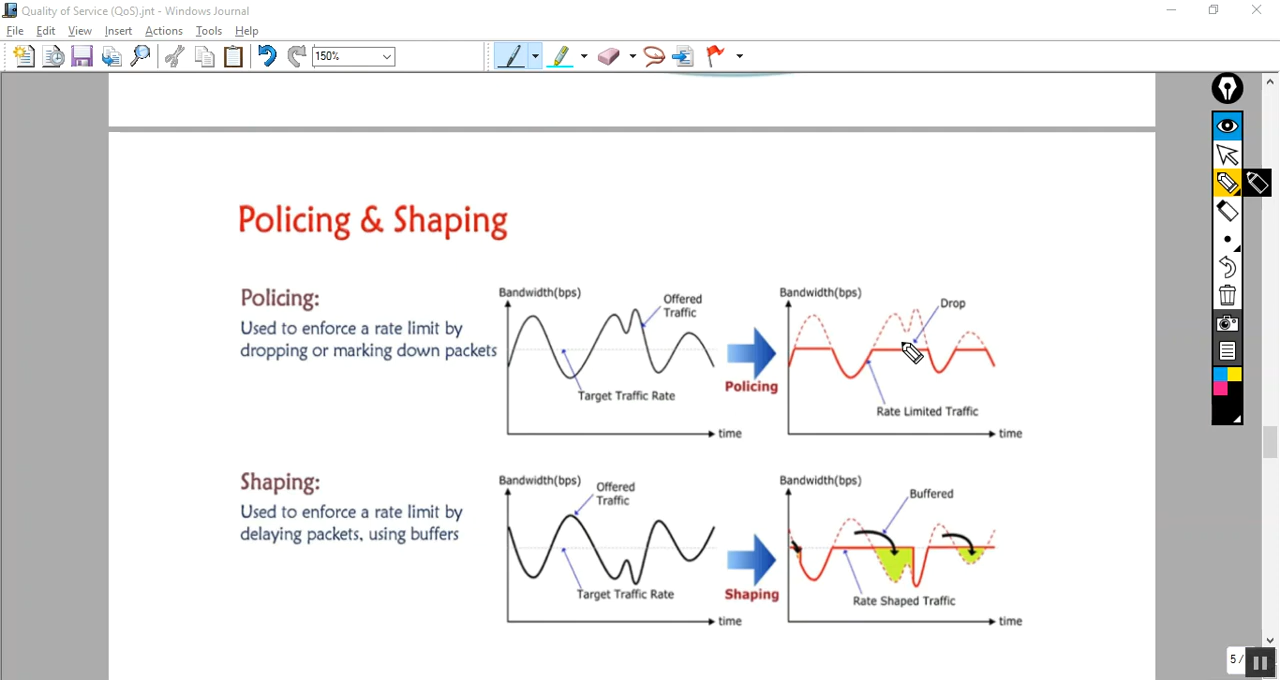 Quality of Service (QoS).jnt - Windows Journal
File Edit View Insert Actions Tools Help
150%
Policing & Shaping
Policing:
Used to enforce a rate limit by
dropping or marking down packets
Bandwidth(bps)
Offered
Traffic
Target Traffic Rate
time
Policing
Bandwidth(bps)
Drop
Rate Limited Traffic
time
Shaping:
Used to enforce a rate limit by
delaying packets, using buffers
Bandwidth(bps)
Offered
Traffic
Target Traffic Rate
time
Shaping
Bandwidth(bps)
Buffered
Rate Shaped Traffic
time
5 /